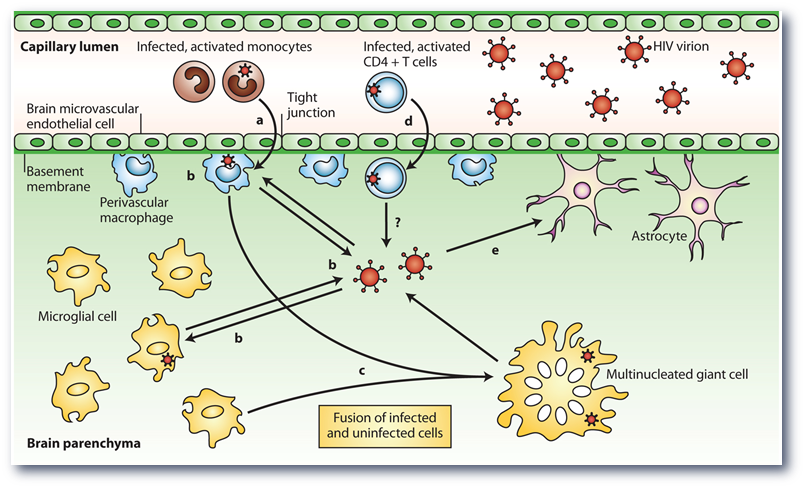 Capillary lumen
Infected, activated monocytes
Infected, activated
CD4 + T cells
HIV virion
Brain microvascular
endothelial cell
a
Tight
junction
d
Basement
membrane
b
Perivascular
macrophage
?
Astrocyte
b
e
Microglial cell
b
c
Multinucleated giant cell
Fusion of infected
and uninfected cells
Brain parenchyma